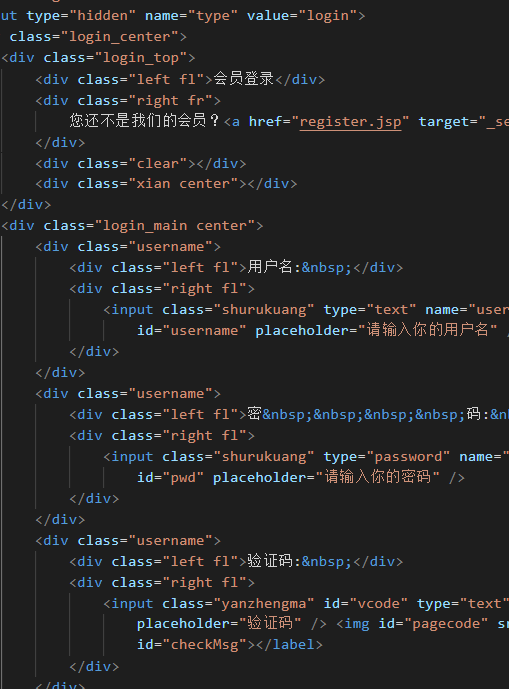 ut type="hidden" name="type" value="login">
class="login_center">
<div class="login_top">
<div class="left fl">会员登录</div>
<div class="right fr">
您还不是我们的会员？<a href="register.jsp" target="_se
</div>
<div class="clear"></div>
<div class="xian center"></div>
</div>
<div class="login_main center">
<div class="username">
<div class="left fl">用户名:&nbsp;</div>
<div class="right fl">
<input class="shurukuang" type="text" name="user
id="username" placeholder="请输入你的用户名" /
</div>
</div>
<div class="username">
<div class="left fl">密&nbsp;&nbsp;&nbsp;&nbsp;码:&n
<div class="right fl">
<input class="shurukuang" type="password" name="
id="pwd" placeholder="请输入你的密码" />
</div>
</div>
<div class="username">
<div class="left fl">验证码:&nbsp;</div>
<div class="right fl">
<input class="yanzhengma" id="vcode" type="text"
placeholder="验证码" /> <img id="pagecode" sr
id="checkMsg"></label>
</div>
</div>